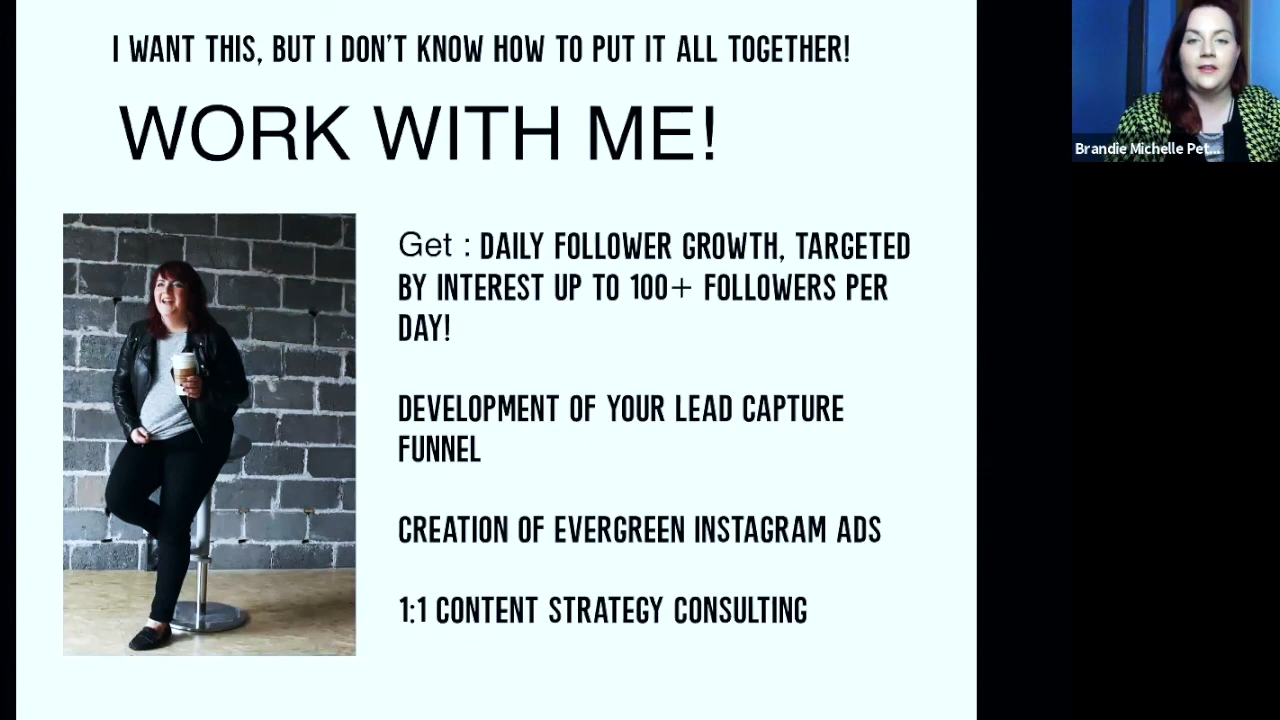 I WANT THIS, BUT I DON'T KNOW HOW TO PUT IT ALL TOGETHER!
WORK WITH ME!
Get : DAILY FOLLOWER GROWTH, TARGETED
BY INTEREST UP TO 100+ FOLLOWERS PER
DAY!
DEVELOPMENT OF YOUR LEAD CAPTURE
FUNNEL
CREATION OF EVERGREEN INSTAGRAM ADS
1:1 CONTENT STRATEGY CONSULTING
Brandie Michelle Pet...